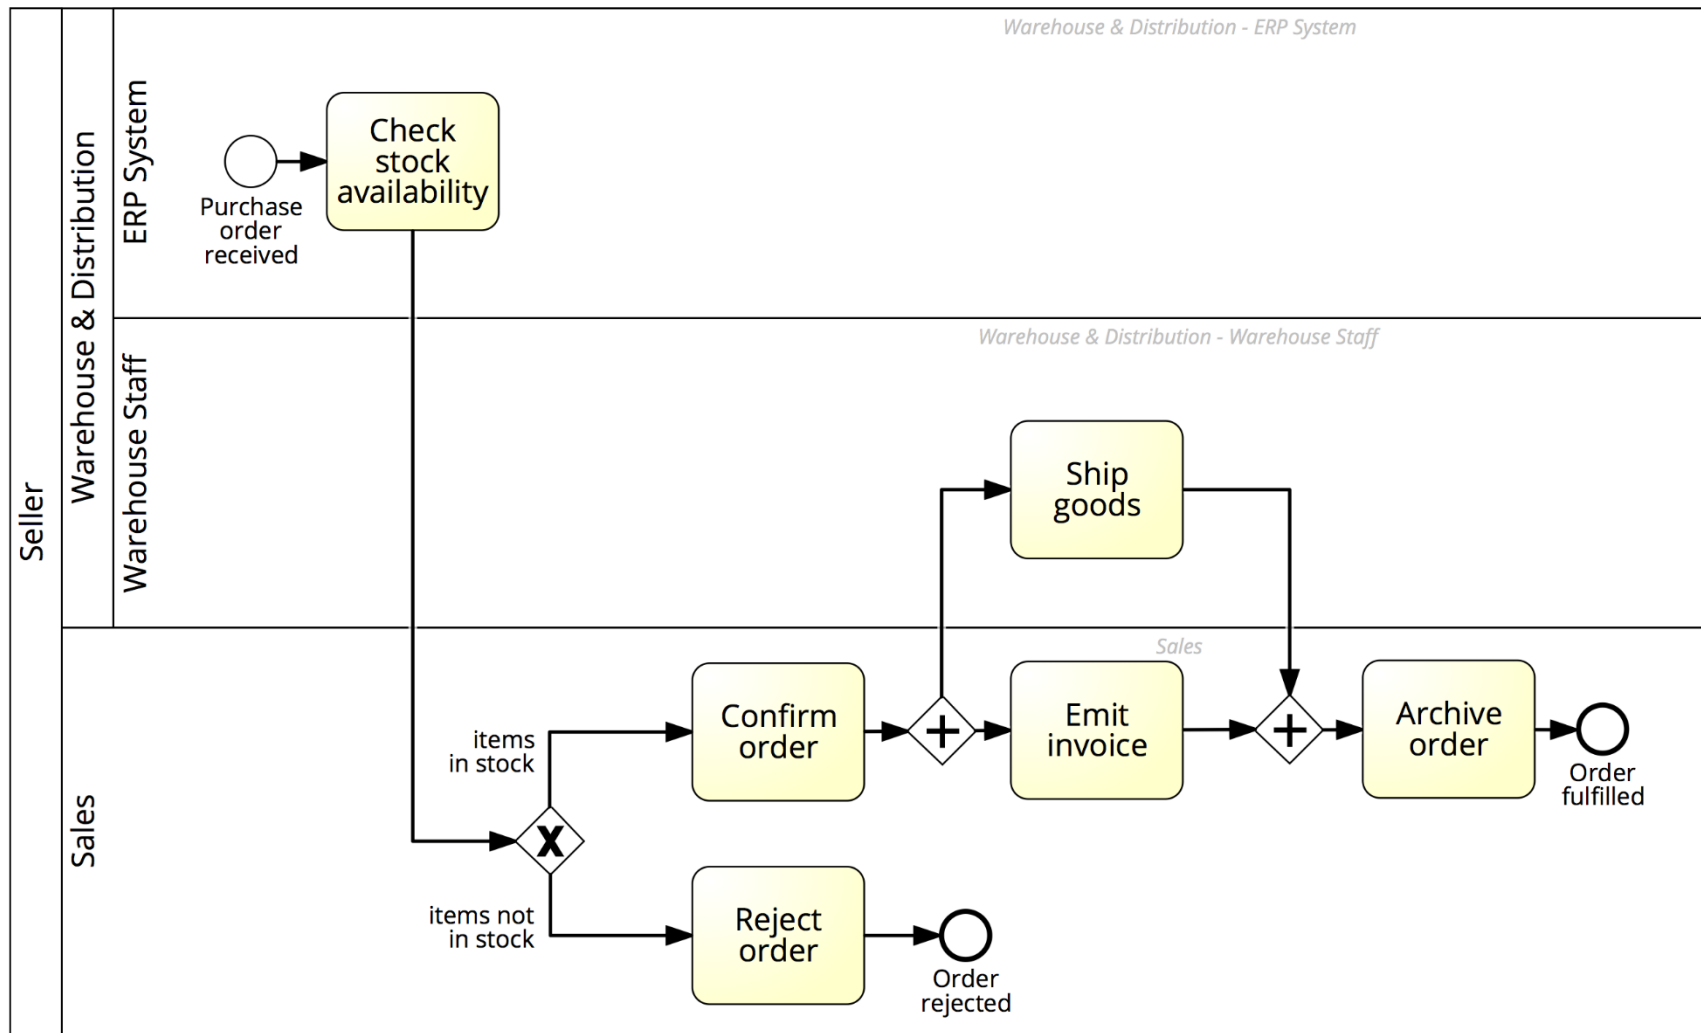 Seller
Warehouse & Distribution
ERP System
Warehouse & Distribution - ERP System
Purchase
order
received
Check
stock
availability
Warehouse Staff
Warehouse & Distribution - Warehouse Staff
Ship
goods
Sales
Sales
items
in stock
X
items not
in stock
Confirm
order
+
Emit
invoice
+
Archive
order
Order
fulfilled
Reject
order
Order
rejected